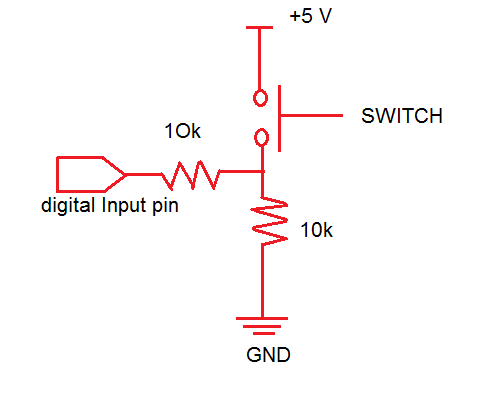 +5 V
SWITCH
1Ok
digital Input pin
10k
GND